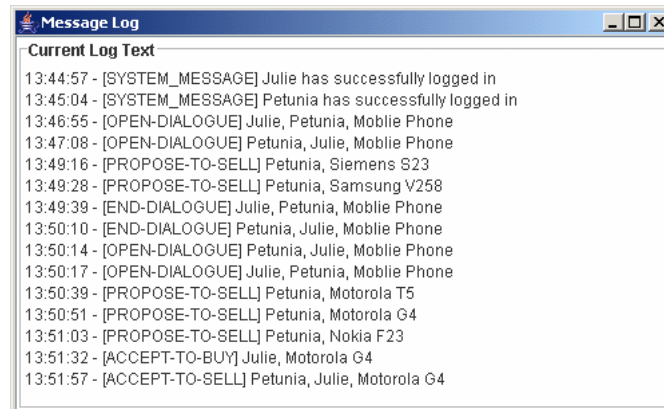 Message Log
Current Log Text
13:44:57 - [SYSTEM_MESSAGE] Julie has successfully logged in
13:45:04 - [SYSTEM_MESSAGE] Petunia has successfully logged in
13:46:55 - [OPEN-DIALOGUE] Julie, Petunia, Moblie Phone
13:47:08 - [OPEN-DIALOGUE] Petunia, Julie, Moblie Phone
13:49:16 - [PROPOSE-TO-SELL] Petunia, Siemens S23
13:49:28 - [PROPOSE-TO-SELL] Petunia, Samsung V258
13:49:39 - [END-DIALOGUE] Julie, Petunia, Moblie Phone
13:50:10 - [END-DIALOGUE] Petunia, Julie, Moblie Phone
13:50:14 - [OPEN-DIALOGUE] Petunia, Julie, Moblie Phone
13:50:17 - [OPEN-DIALOGUE] Julie, Petunia, Moblie Phone
13:50:39 - [PROPOSE-TO-SELL] Petunia, Motorola T5
13:50:51 - [PROPOSE-TO-SELL] Petunia, Motorola G4
13:51:03 - [PROPOSE-TO-SELL] Petunia, Nokia F23
13:51:32 - [ACCEPT-TO-BUY] Julie, Motorola G4
13:51:57 - [ACCEPT-TO-SELL] Petunia, Julie, Motorola G4